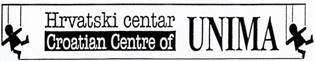 Hrvatski centar
Croatian Centre of
UNIMA